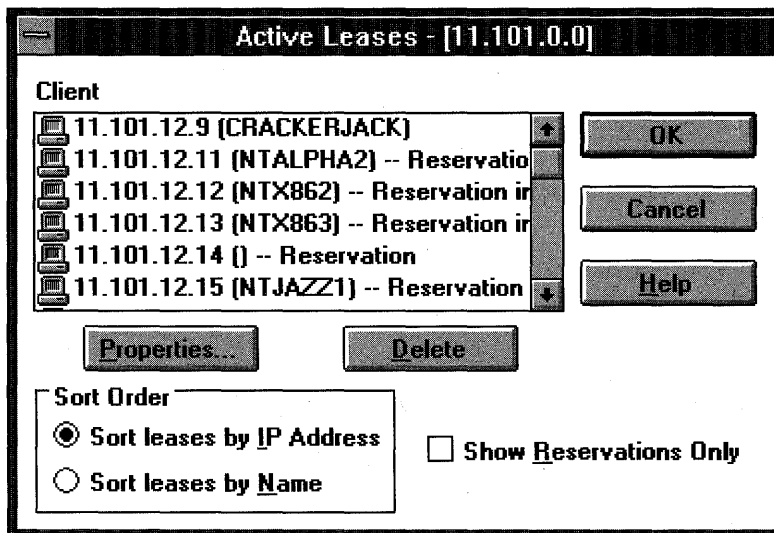 Active Leases - [11.101.0.0]
Client
11.101.12.9 (CRACKERJACK)
11.101.12.11 (NTALPHA2) -- Reservatio
11.101.12.12 (NTX862) -- Reservation ir
11.101.12.13 (NTX863) -- Reservation ir
11.101.12.14 () -- Reservation
11.101.12.15 (NTJAZZ1) -- Reservation
OK
Cancel
Help
Properties...
Delete
Sort Order
Sort leases by IP Address
Sort leases by Name
Show Reservations Only